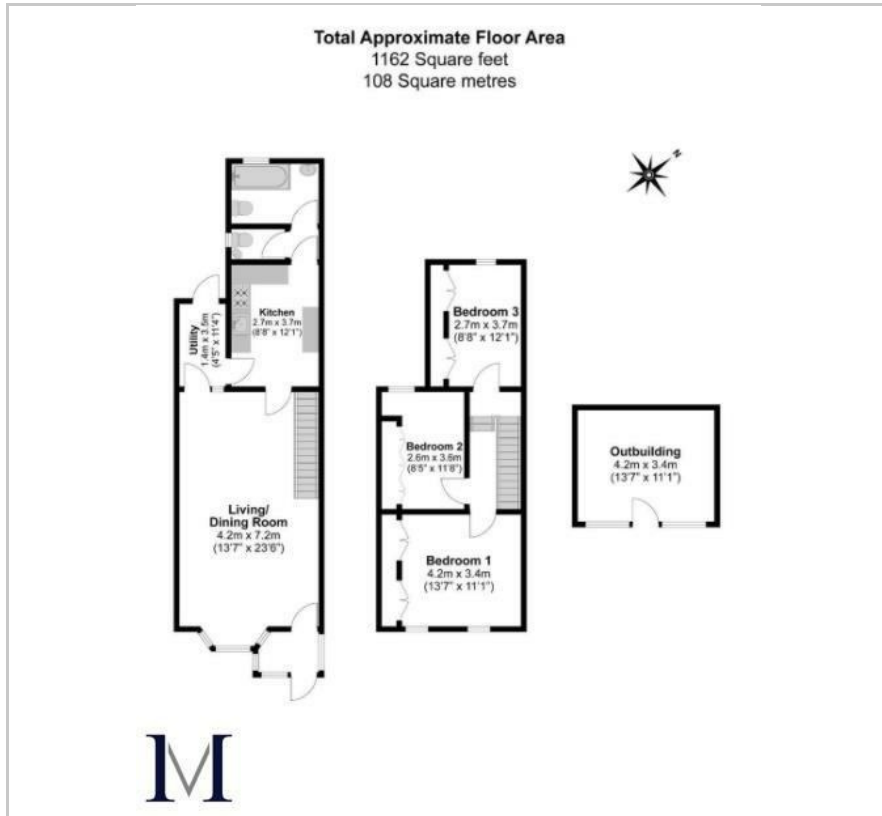 Total Approximate Floor Area
1162 Square feet
108 Square metres
N
Kitchen
2.7m x 3.7m
(8'8" x 12'1")
Utility
1.4m x 3.5m
(4'5" x 11'4")
Living/
Dining Room
4.2m x 7.2m
(13'7" x 23'6")
Bedroom 3
2.7m x 3.7m
(8'8" x 12'1")
Bedroom 2
2.6m x 3.6m
(8'5" x 11'8")
Bedroom 1
4.2m x 3.4m
(13'7" x 11'1")
Outbuilding
4.2m x 3.4m
(13'7" x 11'1")
M